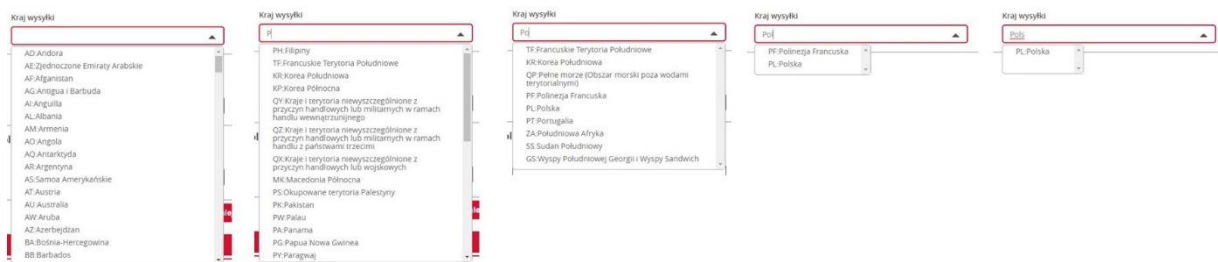 Kraj wysyłki
AD:Andora
AE:Zjednoczone Emiraty Arabskie
AF:Afganistan
AG:Antigua i Barbuda
AI:Anguilla
AL:Albania
AM:Armenia
AO:Angola
AQ:Antarktyda
AR:Argentyna
AS:Samoa Amerykańskie
AT:Austria
AU:Australia
AW:Aruba
AZ:Azerbejdżan
BA:Bośnia-Hercegowina
BB:Barbados
Kraj wysyłki
P
PH:Filipiny
TF:Francuskie Terytoria Południowe
KR:Korea Południowa
KP:Korea Północna
QY:Kraje i terytoria niewyszczególnione z
przyczyn handlowych lub militarnych w ramach
handlu wewnątrzunijnego
QZ:Kraje i terytoria niewyszczególnione z
przyczyn handlowych lub militarnych w ramach
handlu z państwami trzecimi
QX:Kraje i terytoria niewyszczególnione z
przyczyn handlowych lub wojskowych
MK:Macedonia Północna
PS:Okupowane terytoria Palestyny
PK:Pakistan
PW:Palau
PA:Panama
PG:Papua Nowa Gwinea
PY:Paragwaj
Kraj wysyłki
Po
TF:Francuskie Terytoria Południowe
KR:Korea Południowa
QP:Pełne morze (Obszar morski poza wodami
terytorialnymi)
PF:Polinezja Francuska
PL:Polska
PT:Portugalia
ZA:Południowa Afryka
SS:Sudan Południowy
GS:Wyspy Południowej Georgii i Wyspy Sandwich
Kraj wysyłki
Pol
PF:Polinezja Francuska
PL:Polska
Kraj wysyłki
Pols
PL:Polska